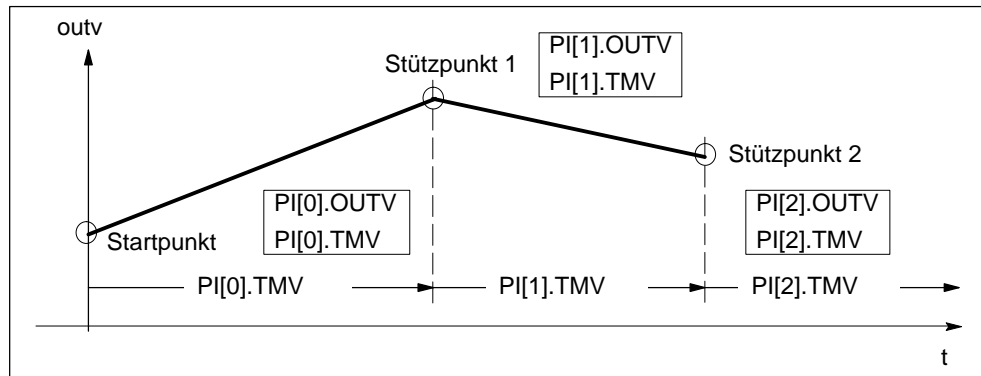 outv
Stützpunkt 1
PI[1].OUTV
PI[1].TMV
Stützpunkt 2
PI[0].OUTV
PI[0].TMV
PI[2].OUTV
PI[2].TMV
Startpunkt
PI[0].TMV
PI[1].TMV
PI[2].TMV
t